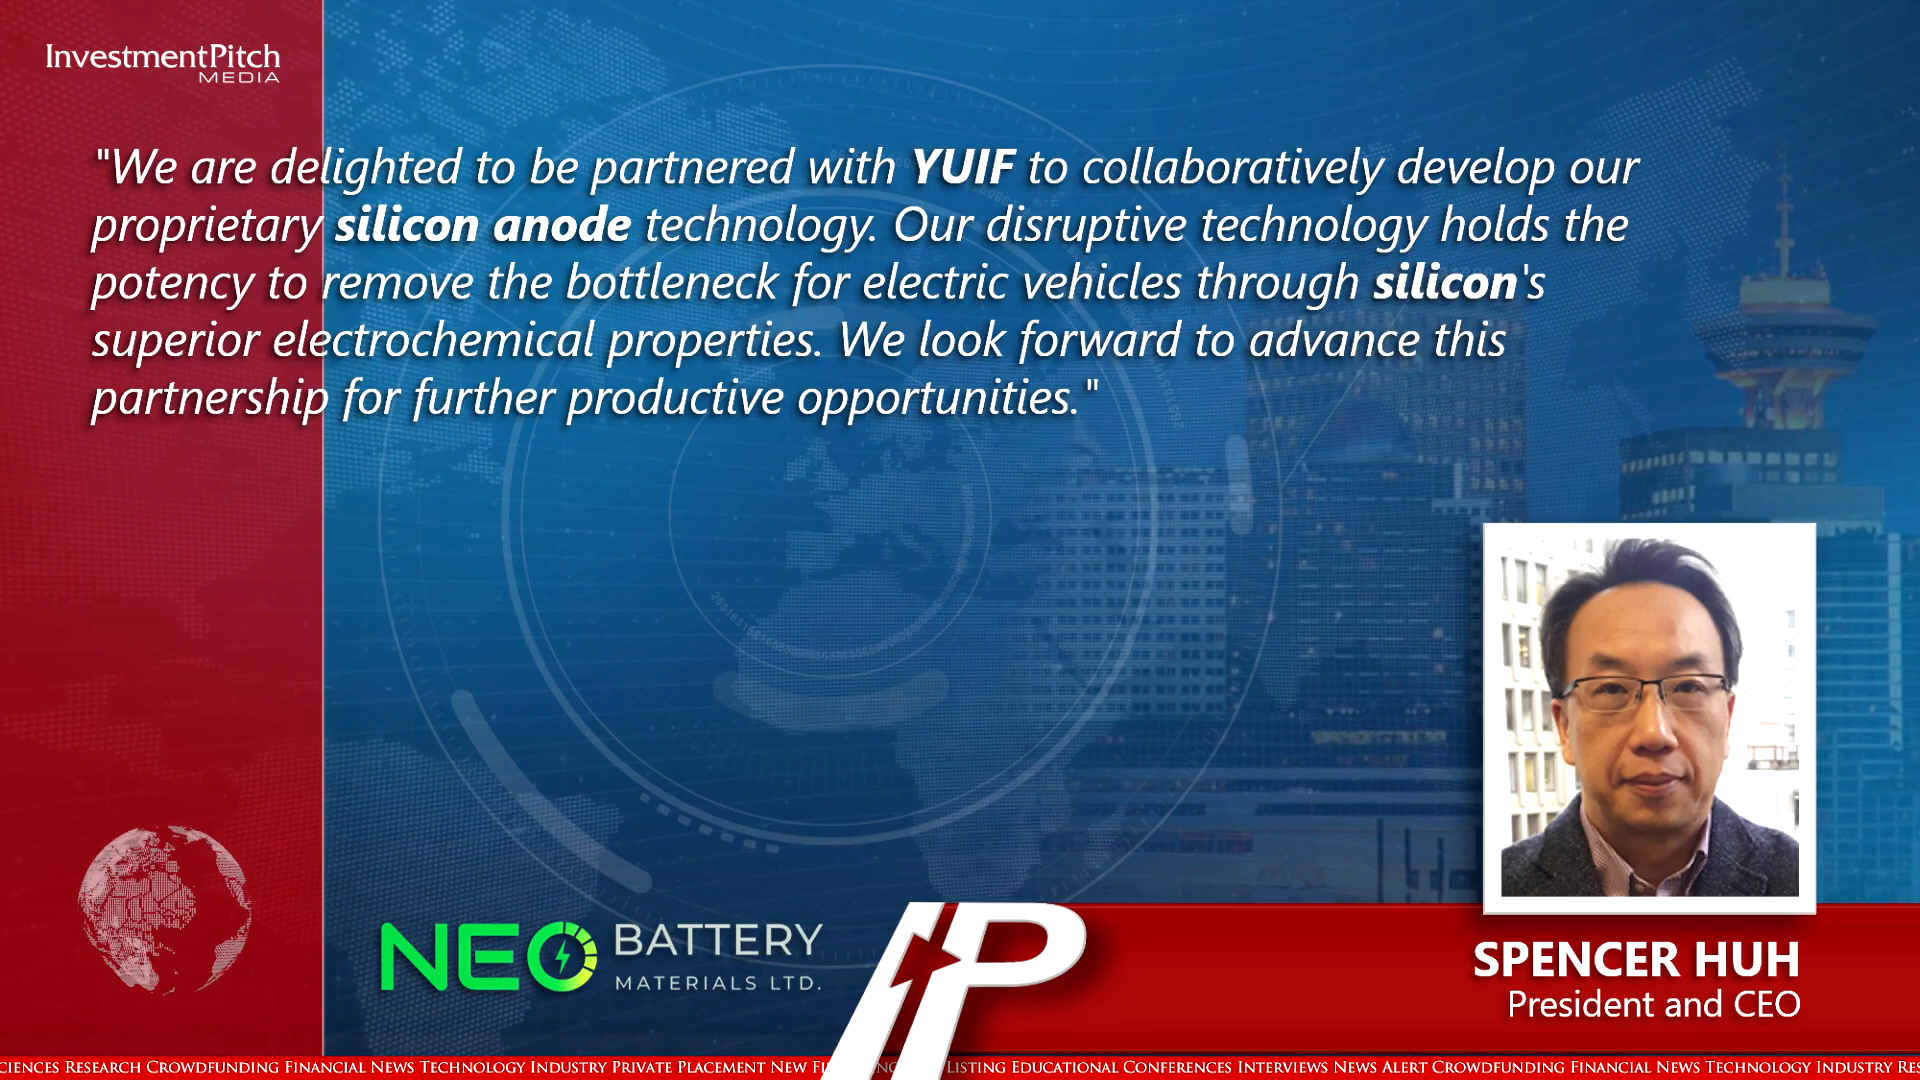 InvestmentPitch
MEDIA
"We are delighted to be partnered with YUIF to collaboratively develop our
proprietary silicon anode technology. Our disruptive technology holds the
potency to remove the bottleneck for electric vehicles through silicon's
superior electrochemical properties. We look forward to advance this
partnership for further productive opportunities."
NEO BATTERY
MATERIALS LTD.
IP
SPENCER HUH
President and CEO
RESEARCH CROWDFUNDING FINANCIAL NEWS TECHNOLOGY INDUSTRY PRIVATE PLACEMENT NEW
LISTING EDUCATIONAL CONFERENCES INTERVIEWS NEWS ALERT CROWDFUNDING FINANCIAL NEWS TECHNOLOGY INDUSTRY